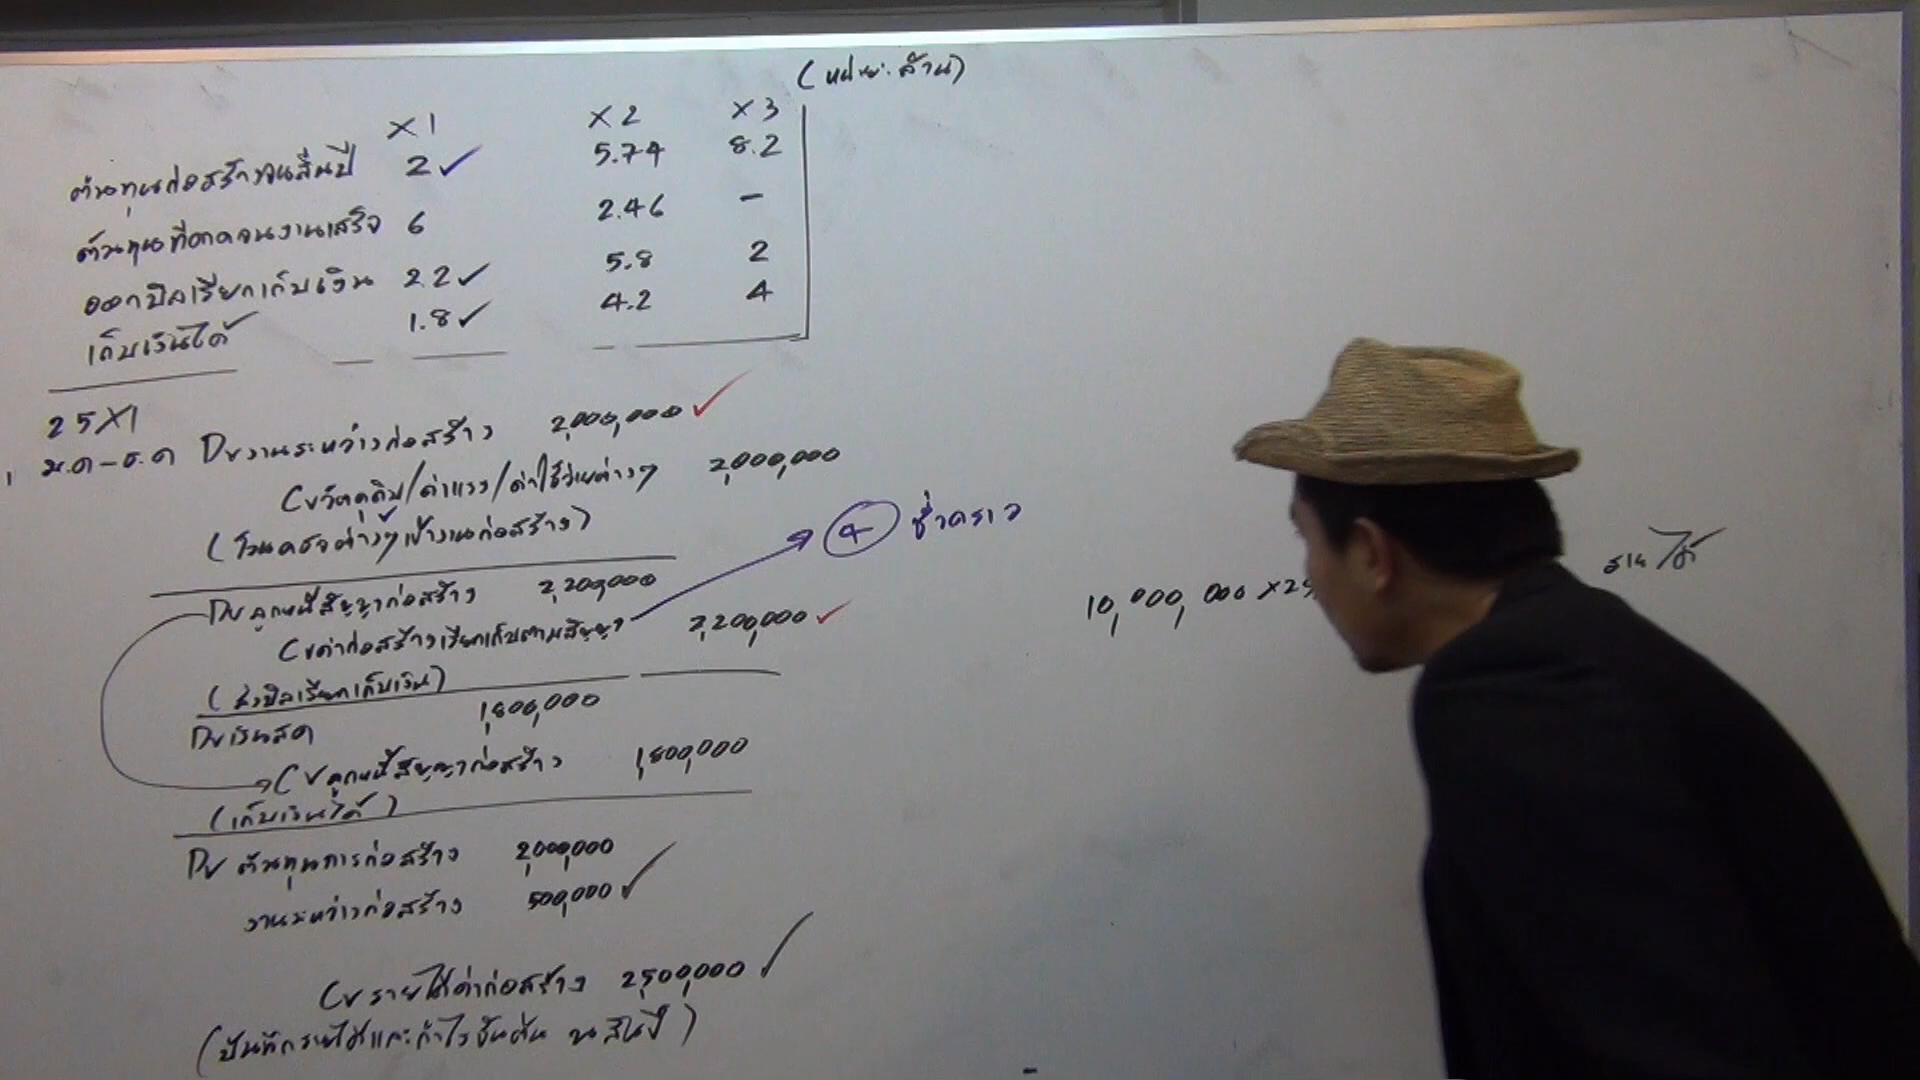 (หน่วย: ล้าน)
X1 X2 X3
ต้นทุนก่อสร้างจนสิ้นปี 2 ✓ 5.74 8.2
ต้นทุนที่คาดจนงานเสร็จ 6 2.46 -
ออกบิลเรียกเก็บเงิน 2.2 ✓ 5.8 2
เก็บเงินได้ 1.8 ✓ 4.2 4
25X1
ม.ค-ธ.ค Dr งานระหว่างก่อสร้าง 2,000,000 ✓
Cr วัตถุดิบ/ค่าแรง/ค่าใช้จ่ายต่างๆ 2,000,000
(โอนคชจต่างๆเข้างานก่อสร้าง)
Dr ลูกหนี้สัญญาก่อสร้าง 2,200,000
Cr ค่าก่อสร้างเรียกเก็บตามสัญญา 2,200,000 ✓
ชั่วคราว
(ส่งบิลเรียกเก็บเงิน)
Dr เงินสด 1,800,000
Cr ลูกหนี้สัญญาก่อสร้าง 1,800,000
(เก็บเงินได้)
Dr ต้นทุนการก่อสร้าง 2,000,000
งานระหว่างก่อสร้าง 500,000 ✓
Cr รายได้ค่าก่อสร้าง 2,500,000 ✓
(บันทึกรายได้และกำไรขั้นต้น ณ สิ้นปี)
10,000,000 x 25
รายได้